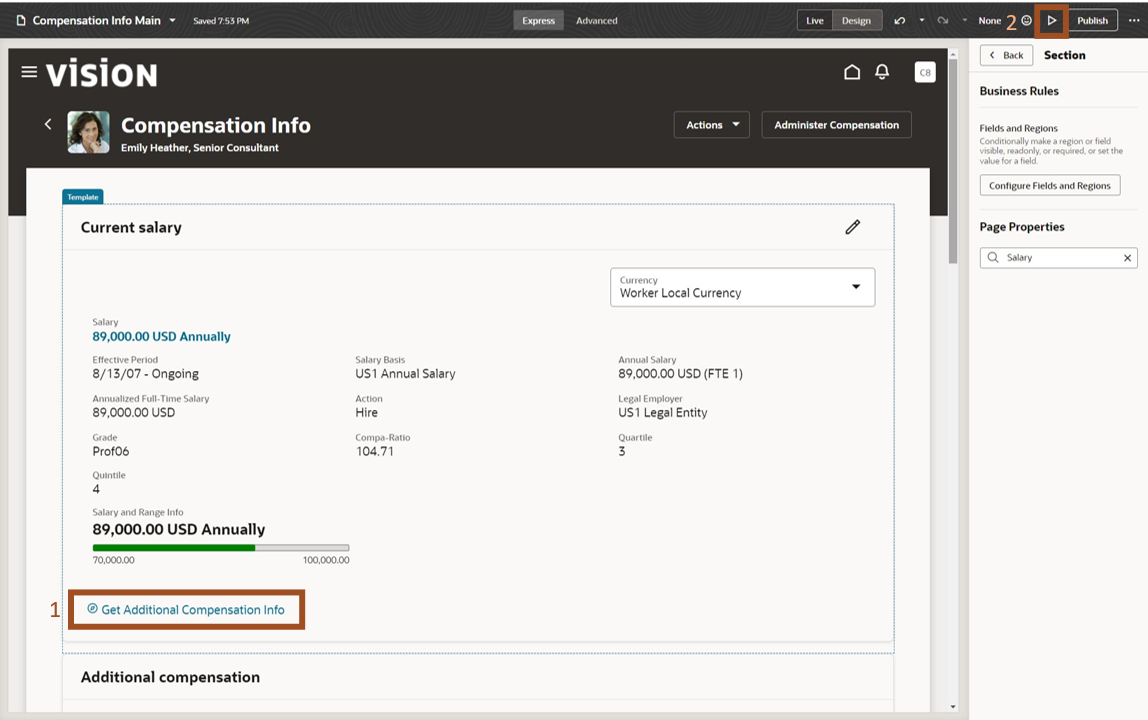 Compensation Info Main
Saved 7:53 PM
Express
Advanced
Live
Design
None
2
Publish
vision
CB
Compensation Info
Emily Heather, Senior Consultant
Actions
Administer Compensation
Template
Current salary
Currency
Worker Local Currency
Salary
89,000.00 USD Annually
Effective Period
8/13/07 - Ongoing
Salary Basis
US1 Annual Salary
Annual Salary
89,000.00 USD (FTE 1)
Annualized Full-Time Salary
89,000.00 USD
Action
Hire
Legal Employer
US1 Legal Entity
Grade
Prof06
Compa-Ratio
104.71
Quartile
3
Quintile
4
Salary and Range Info
89,000.00 USD Annually
70,000.00
100,000.00
1
Get Additional Compensation Info
Additional compensation
Back
Section
Business Rules
Fields and Regions
Conditionally make a region or field
visible, readonly, or required, or set the
value for a field.
Configure Fields and Regions
Page Properties
Salary